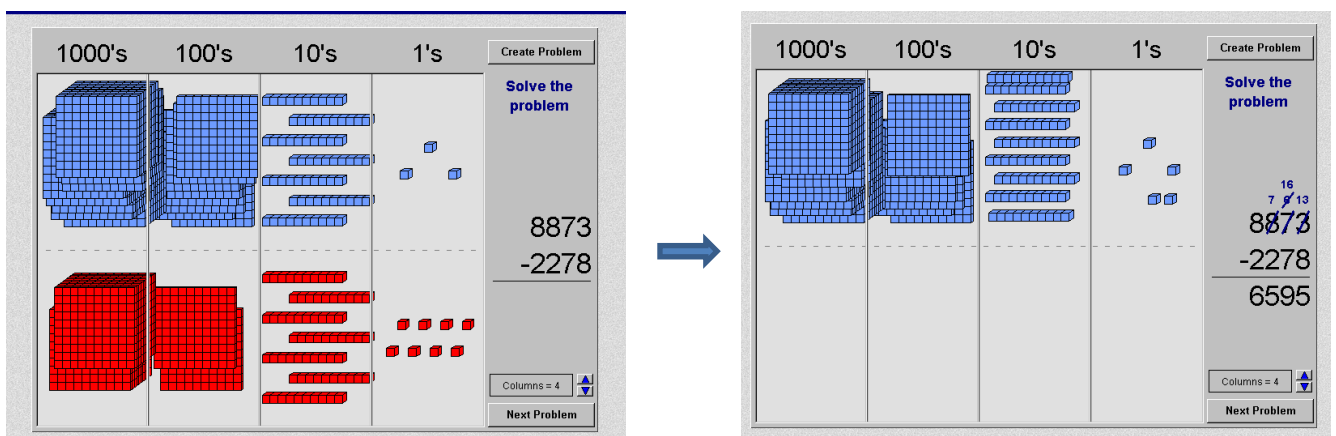 1000's 100's 10's 1's
Create Problem
Solve the
problem
8873
-2278
Columns = 4
Next Problem
1000's 100's 10's 1's
Create Problem
Solve the
problem
16
7 6 13
8873
-2278
6595
Columns = 4
Next Problem